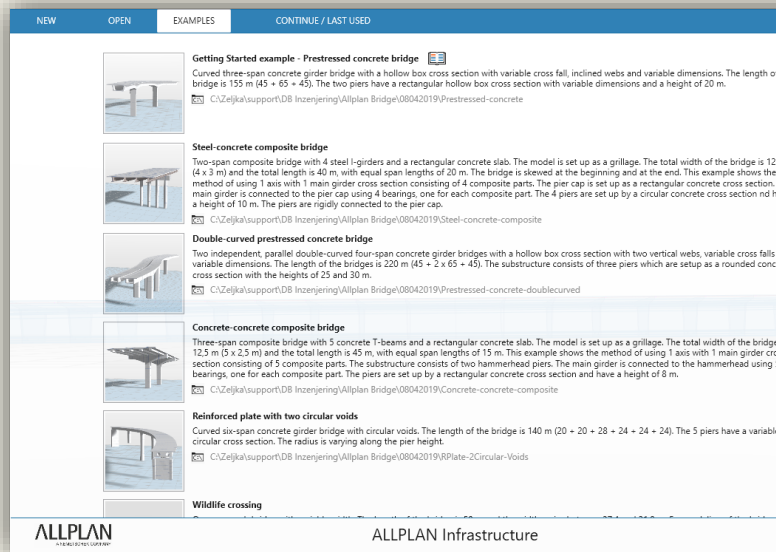 NEW OPEN EXAMPLES CONTINUE / LAST USED
Getting Started example - Prestressed concrete bridge
Curved three-span concrete girder bridge with a hollow box cross section with variable cross fall, inclined webs and variable dimensions. The length o
bridge is 155 m (45 + 65 + 45). The two piers have a rectangular hollow box cross section with variable dimensions and a height of 20 m.
C:\Zeljka\support\DB Inzenjering\Allplan Bridge\08042019\Prestressed-concrete
Steel-concrete composite bridge
Two-span composite bridge with 4 steel I-girders and a rectangular concrete slab. The model is set up as a grillage. The total width of the bridge is 12
(4 x 3 m) and the total length is 40 m, with equal span lengths of 20 m. The bridge is skewed at the beginning and at the end. This example shows the
method of using 1 axis with 1 main girder cross section consisting of 4 composite parts. The pier cap is set up as a rectangular concrete cross section.
main girder is connected to the pier cap using 4 bearings, one for each composite part. The 4 piers are set up by a circular concrete cross section nd h
a height of 10 m. The piers are rigidly connected to the pier cap.
C:\Zeljka\support\DB Inzenjering\Allplan Bridge\08042019\Steel-concrete-composite
Double-curved prestressed concrete bridge
Two independent, parallel double-curved four-span concrete girder bridges with a hollow box cross section with two vertical webs, variable cross falls
variable dimensions. The length of the bridges is 220 m (45 + 2 x 65 + 45). The substructure consists of three piers which are setup as a rounded conc
cross section with the heights of 25 and 30 m.
C:\Zeljka\support\DB Inzenjering\Allplan Bridge\08042019\Prestressed-concrete-doublecurved
Concrete-concrete composite bridge
Three-span composite bridge with 5 concrete T-beams and a rectangular concrete slab. The model is set up as a grillage. The total width of the bridge
12,5 m (5 x 2,5 m) and the total length is 45 m, with equal span lengths of 15 m. This example shows the method of using 1 axis with 1 main girder cro
section consisting of 5 composite parts. The substructure consists of two hammerhead piers. The main girder is connected to the hammerhead using
bearings, one for each composite part. The piers are set up by a rectangular concrete cross section and have a height of 8 m.
C:\Zeljka\support\DB Inzenjering\Allplan Bridge\08042019\Concrete-concrete-composite
Reinforced plate with two circular voids
Curved six-span concrete girder bridge with circular voids. The length of the bridge is 140 m (20 + 20 + 28 + 24 + 24 + 24). The 5 piers have a variabl
circular cross section. The radius is varying along the pier height.
C:\Zeljka\support\DB Inzenjering\Allplan Bridge\08042019\RPlate-2Circular-Voids
Wildlife crossing
ALLPLAN
A NEMETSCHEK COMPANY
ALLPLAN Infrastructure